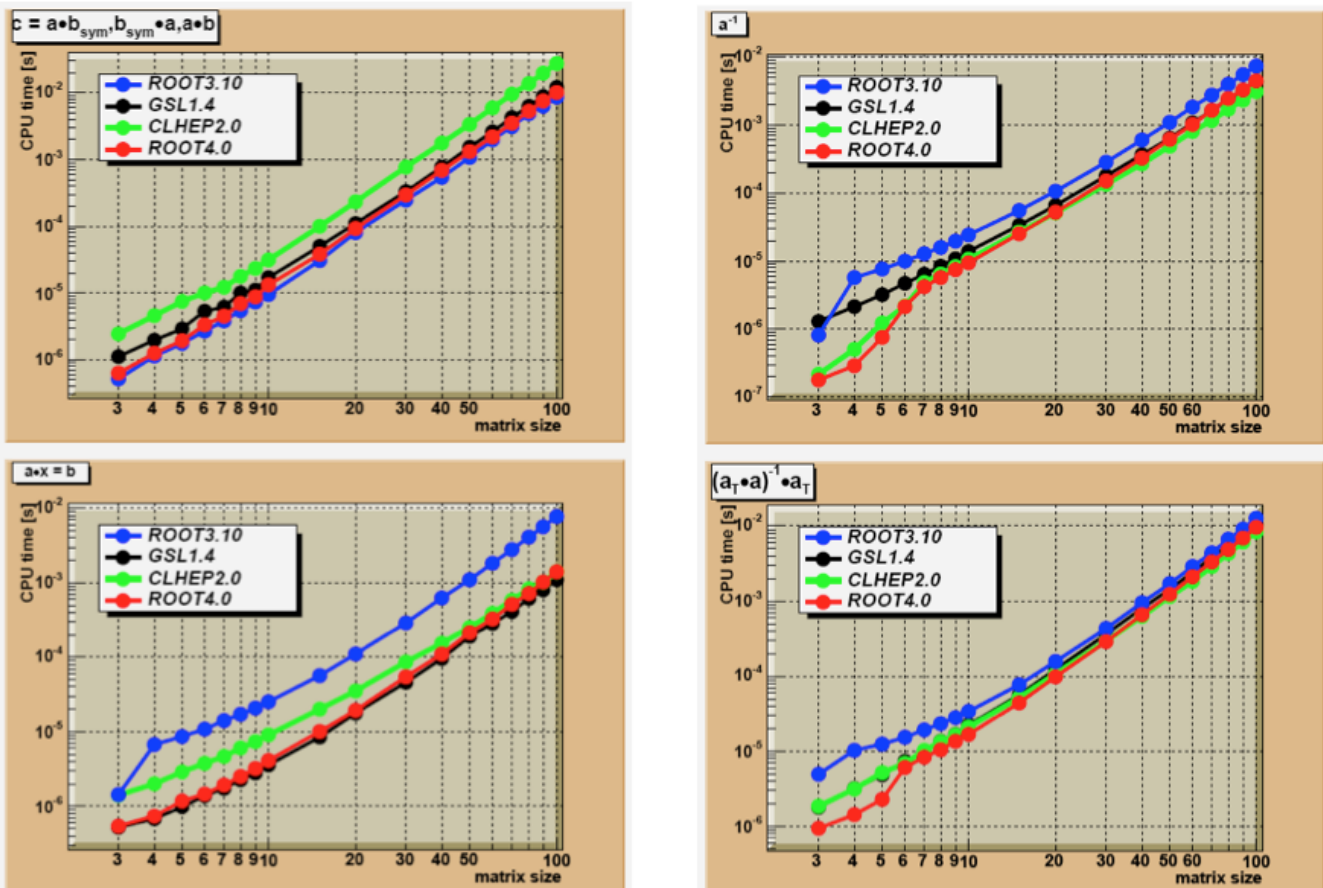 c = a•b_sym,b_sym•a,a•b
CPU time [s]
10^-2
10^-3
10^-4
10^-5
10^-6
ROOT3.10
GSL1.4
CLHEP2.0
ROOT4.0
3 4 5 6 7 8 9 10 20 30 40 50 60 100
matrix size
a^-1
CPU time [s]
10^-2
10^-3
10^-4
10^-5
10^-6
10^-7
ROOT3.10
GSL1.4
CLHEP2.0
ROOT4.0
3 4 5 6 7 8 9 10 20 30 40 50 60 100
matrix size
a•x = b
CPU time [s]
10^-2
10^-3
10^-4
10^-5
10^-6
ROOT3.10
GSL1.4
CLHEP2.0
ROOT4.0
3 4 5 6 7 8 9 10 20 30 40 50 100
matrix size
(a_T•a)^-1•a_T
CPU time [s]
10^-2
10^-3
10^-4
10^-5
10^-6
ROOT3.10
GSL1.4
CLHEP2.0
ROOT4.0
3 4 5 6 7 8 9 10 20 30 40 50 60 100
matrix size